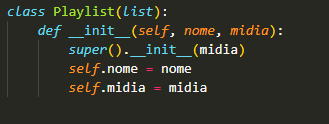 class Playlist(list):
    def __init__(self, nome, midia):
        super().__init__(midia)
        self.nome = nome
        self.midia = midia